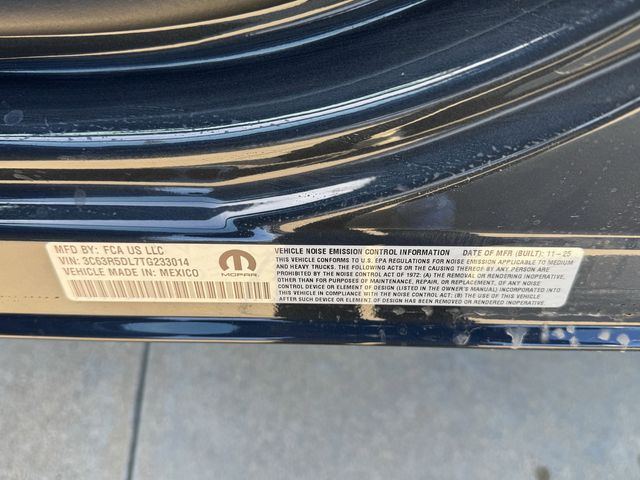 MFD BY: FCA US LLC
VIN: 3C63R5DL7TG233014
VEHICLE MADE IN: MEXICO
MOPAR
VEHICLE NOISE EMISSION CONTROL INFORMATION DATE OF MFR (BUILT): 11-25
THIS VEHICLE CONFORMS TO U.S. EPA REGULATIONS FOR NOISE EMISSION APPLICABLE TO MEDIUM
AND HEAVY TRUCKS. THE FOLLOWING ACTS OR THE CAUSING THEREOF BY ANY PERSON ARE
PROHIBITED BY THE NOISE CONTROL ACT OF 1972: (A) THE REMOVAL OR RENDERING INOPERATIVE,
OTHER THAN FOR PURPOSES OF MAINTENANCE, REPAIR, OR REPLACEMENT, OF ANY NOISE
CONTROL DEVICE OR ELEMENT OF DESIGN (LISTED IN THE OWNER'S MANUAL) INCORPORATED INTO
THIS VEHICLE IN COMPLIANCE WITH THE NOISE CONTROL ACT; (B) THE USE OF THIS VEHICLE
AFTER SUCH DEVICE OR ELEMENT OF DESIGN HAS BEEN REMOVED OR RENDERED INOPERATIVE.